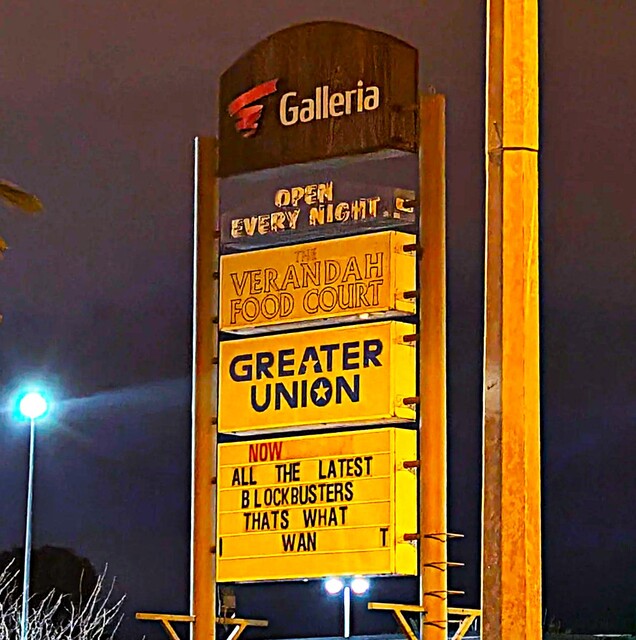 Galleria
OPEN
EVERY NIGHT..
THE
VERANDAH
FOOD COURT
GREATER
UNION
NOW
ALL THE LATEST
BLOCKBUSTERS
THATS WHAT
I WAN T